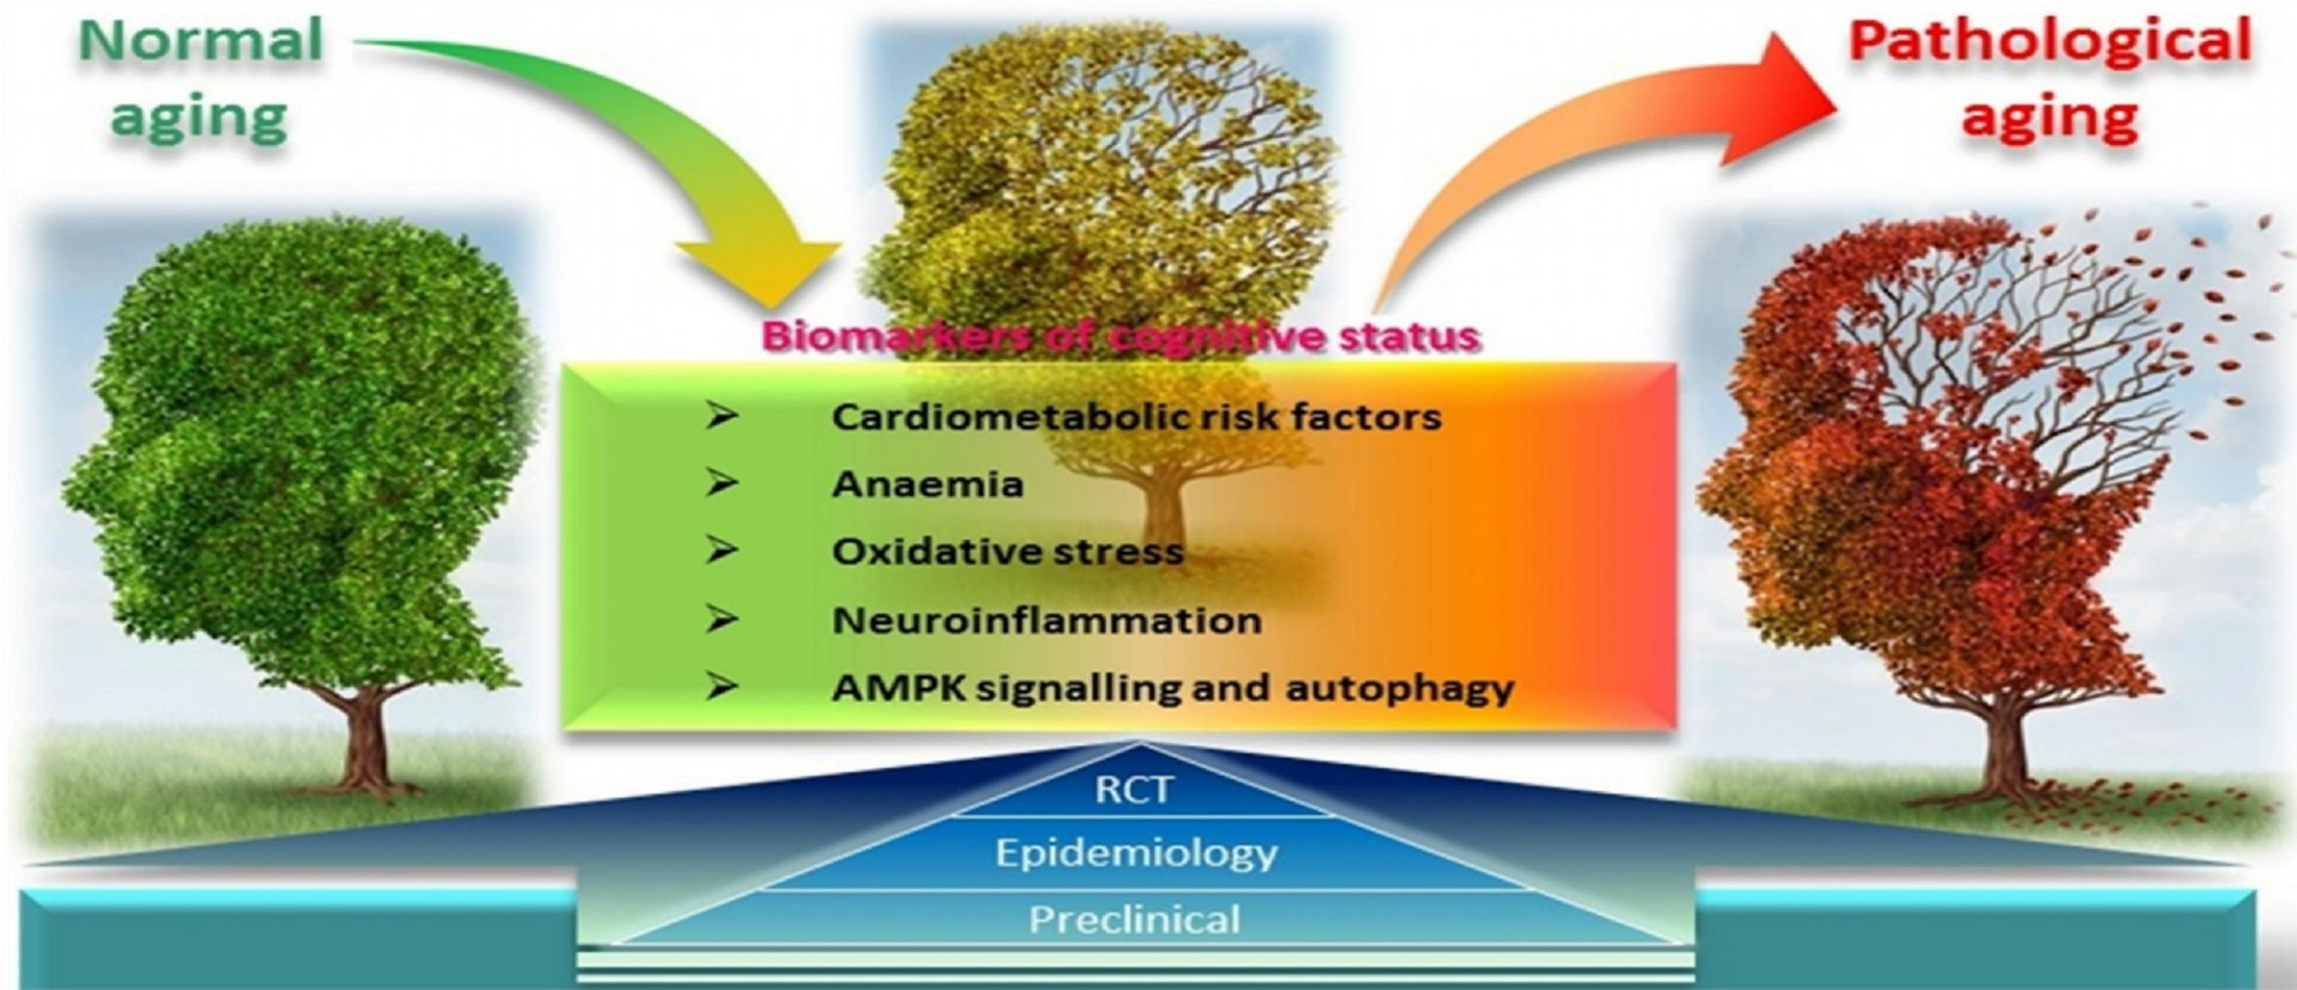 Normal
aging
Pathological
aging
Biomarkers of cognitive status
➢ Cardiometabolic risk factors
➢ Anaemia
➢ Oxidative stress
➢ Neuroinflammation
➢ AMPK signalling and autophagy
RCT
Epidemiology
Preclinical